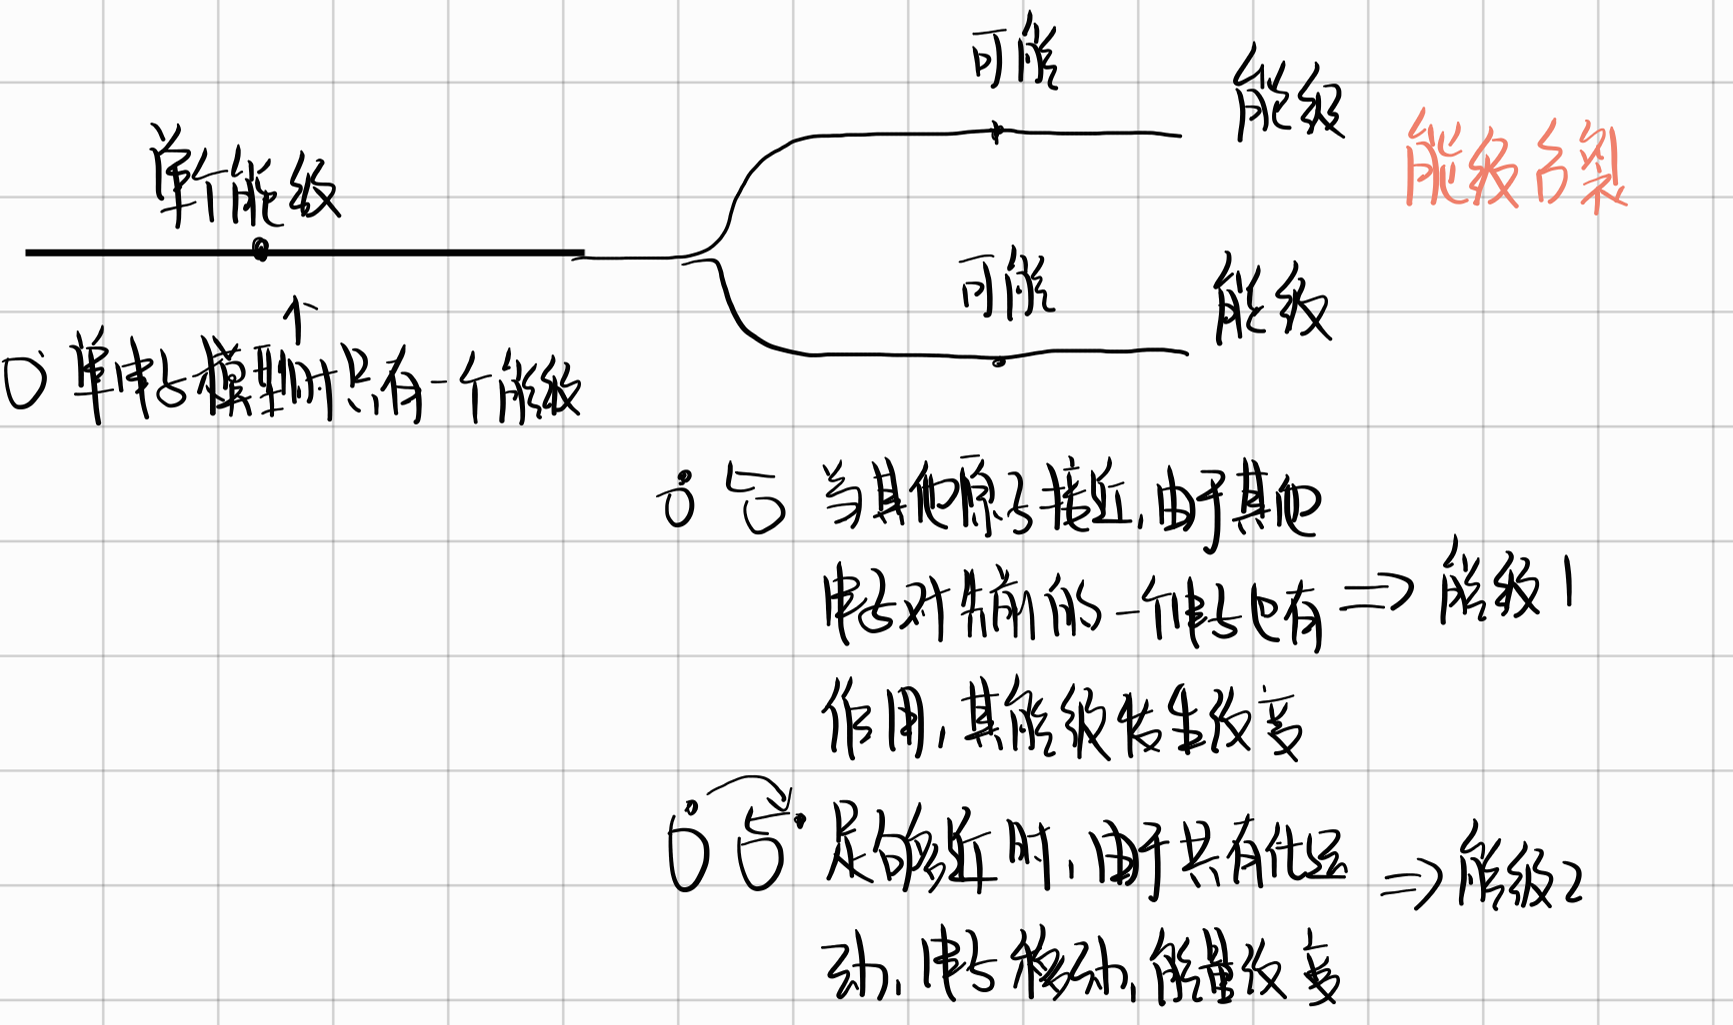 可能
能级
能级分裂
单个能级
可能
能级
单电子模型时只有一个能级
当其他原子接近,由于其他
电子对先前的一个电子也有 ⇒ 能级1
作用,其能级发生改变
足够近时,由于共有化运 ⇒ 能级2
动,电子移动,能量改变